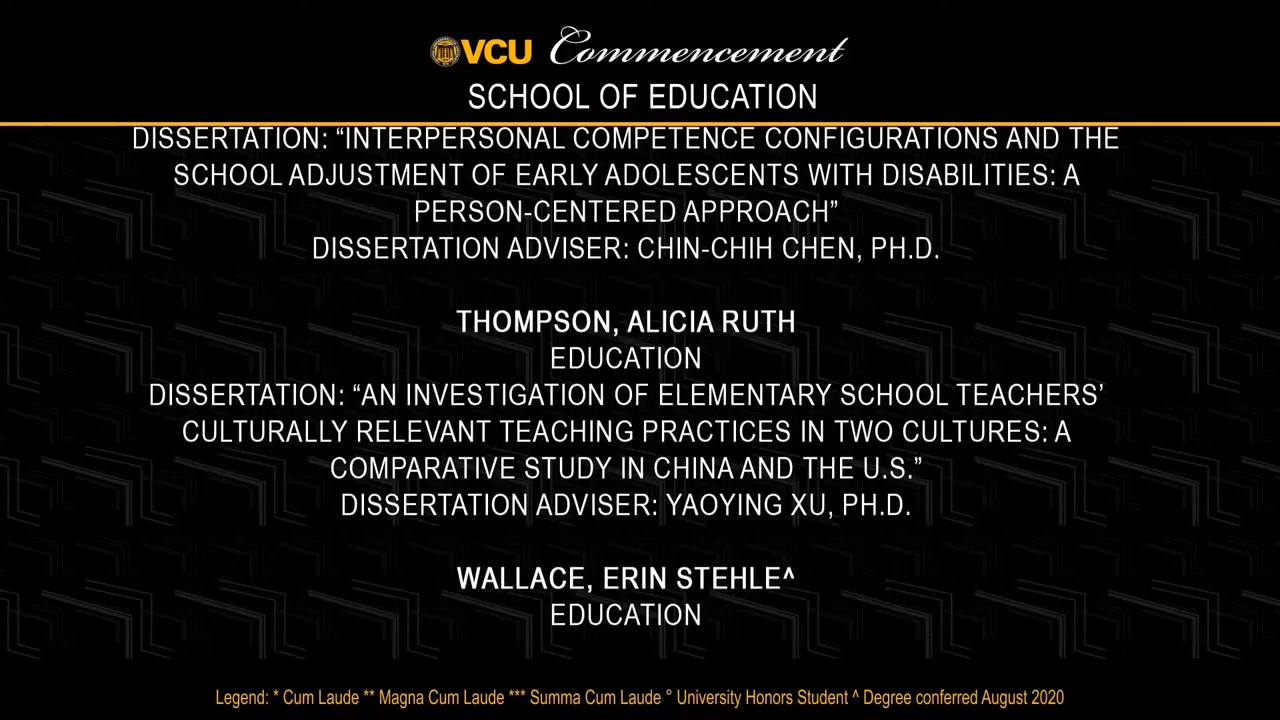 VCU Commencement
SCHOOL OF EDUCATION
DISSERTATION: “INTERPERSONAL COMPETENCE CONFIGURATIONS AND THE
SCHOOL ADJUSTMENT OF EARLY ADOLESCENTS WITH DISABILITIES: A
PERSON-CENTERED APPROACH”
DISSERTATION ADVISER: CHIN-CHIH CHEN, PH.D.
THOMPSON, ALICIA RUTH
EDUCATION
DISSERTATION: “AN INVESTIGATION OF ELEMENTARY SCHOOL TEACHERS’
CULTURALLY RELEVANT TEACHING PRACTICES IN TWO CULTURES: A
COMPARATIVE STUDY IN CHINA AND THE U.S.”
DISSERTATION ADVISER: YAOYING XU, PH.D.
WALLACE, ERIN STEHLE^
EDUCATION
Legend: * Cum Laude ** Magna Cum Laude *** Summa Cum Laude ° University Honors Student ^ Degree conferred August 2020